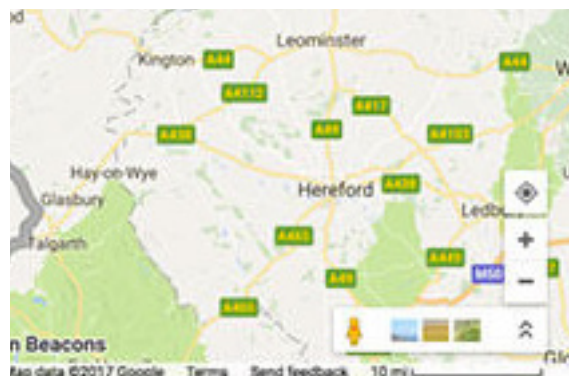 Leominster
Kington
A44
A44
A4112
A417
A438
A49
A4103
Hay-on-Wye
Hereford
A438
Glasbury
Ledbu
Talgarth
A465
A449
A49
M50
A465
n Beacons
Map data ©2017 Google Terms Send feedback 10 mi